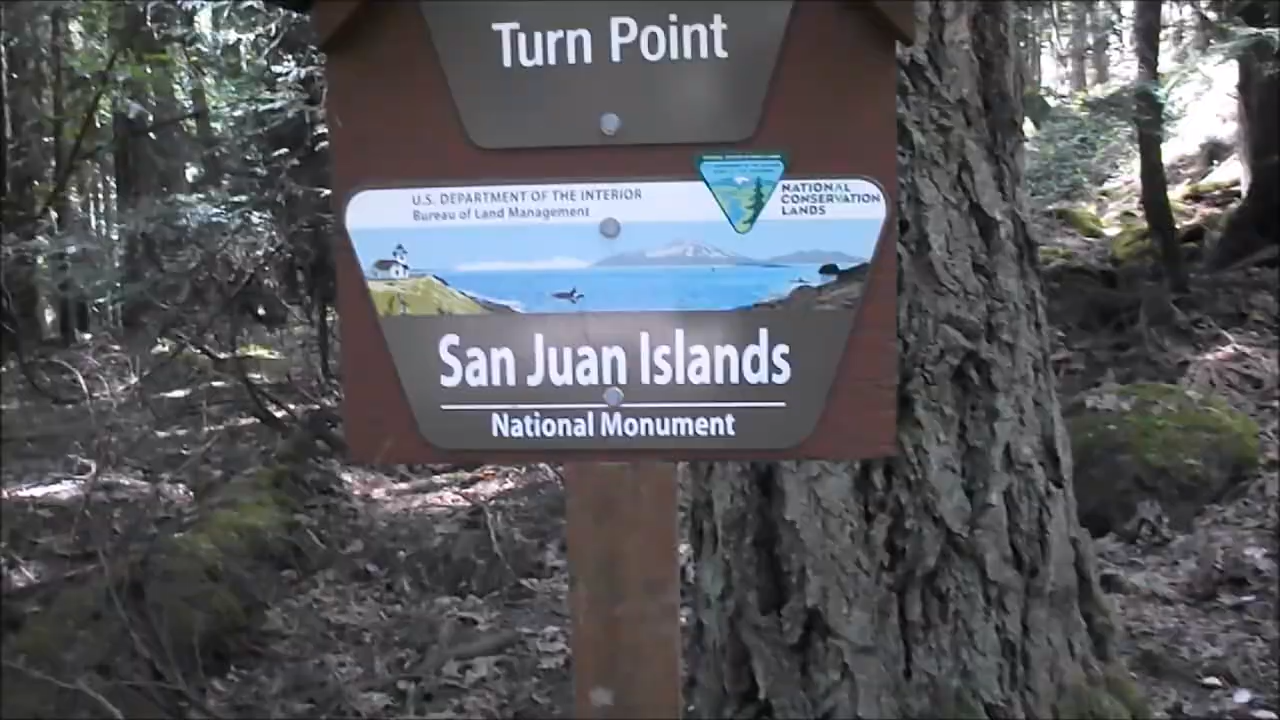 Turn Point
U.S. DEPARTMENT OF THE INTERIOR
Bureau of Land Management
NATIONAL
CONSERVATION
LANDS
San Juan Islands
National Monument